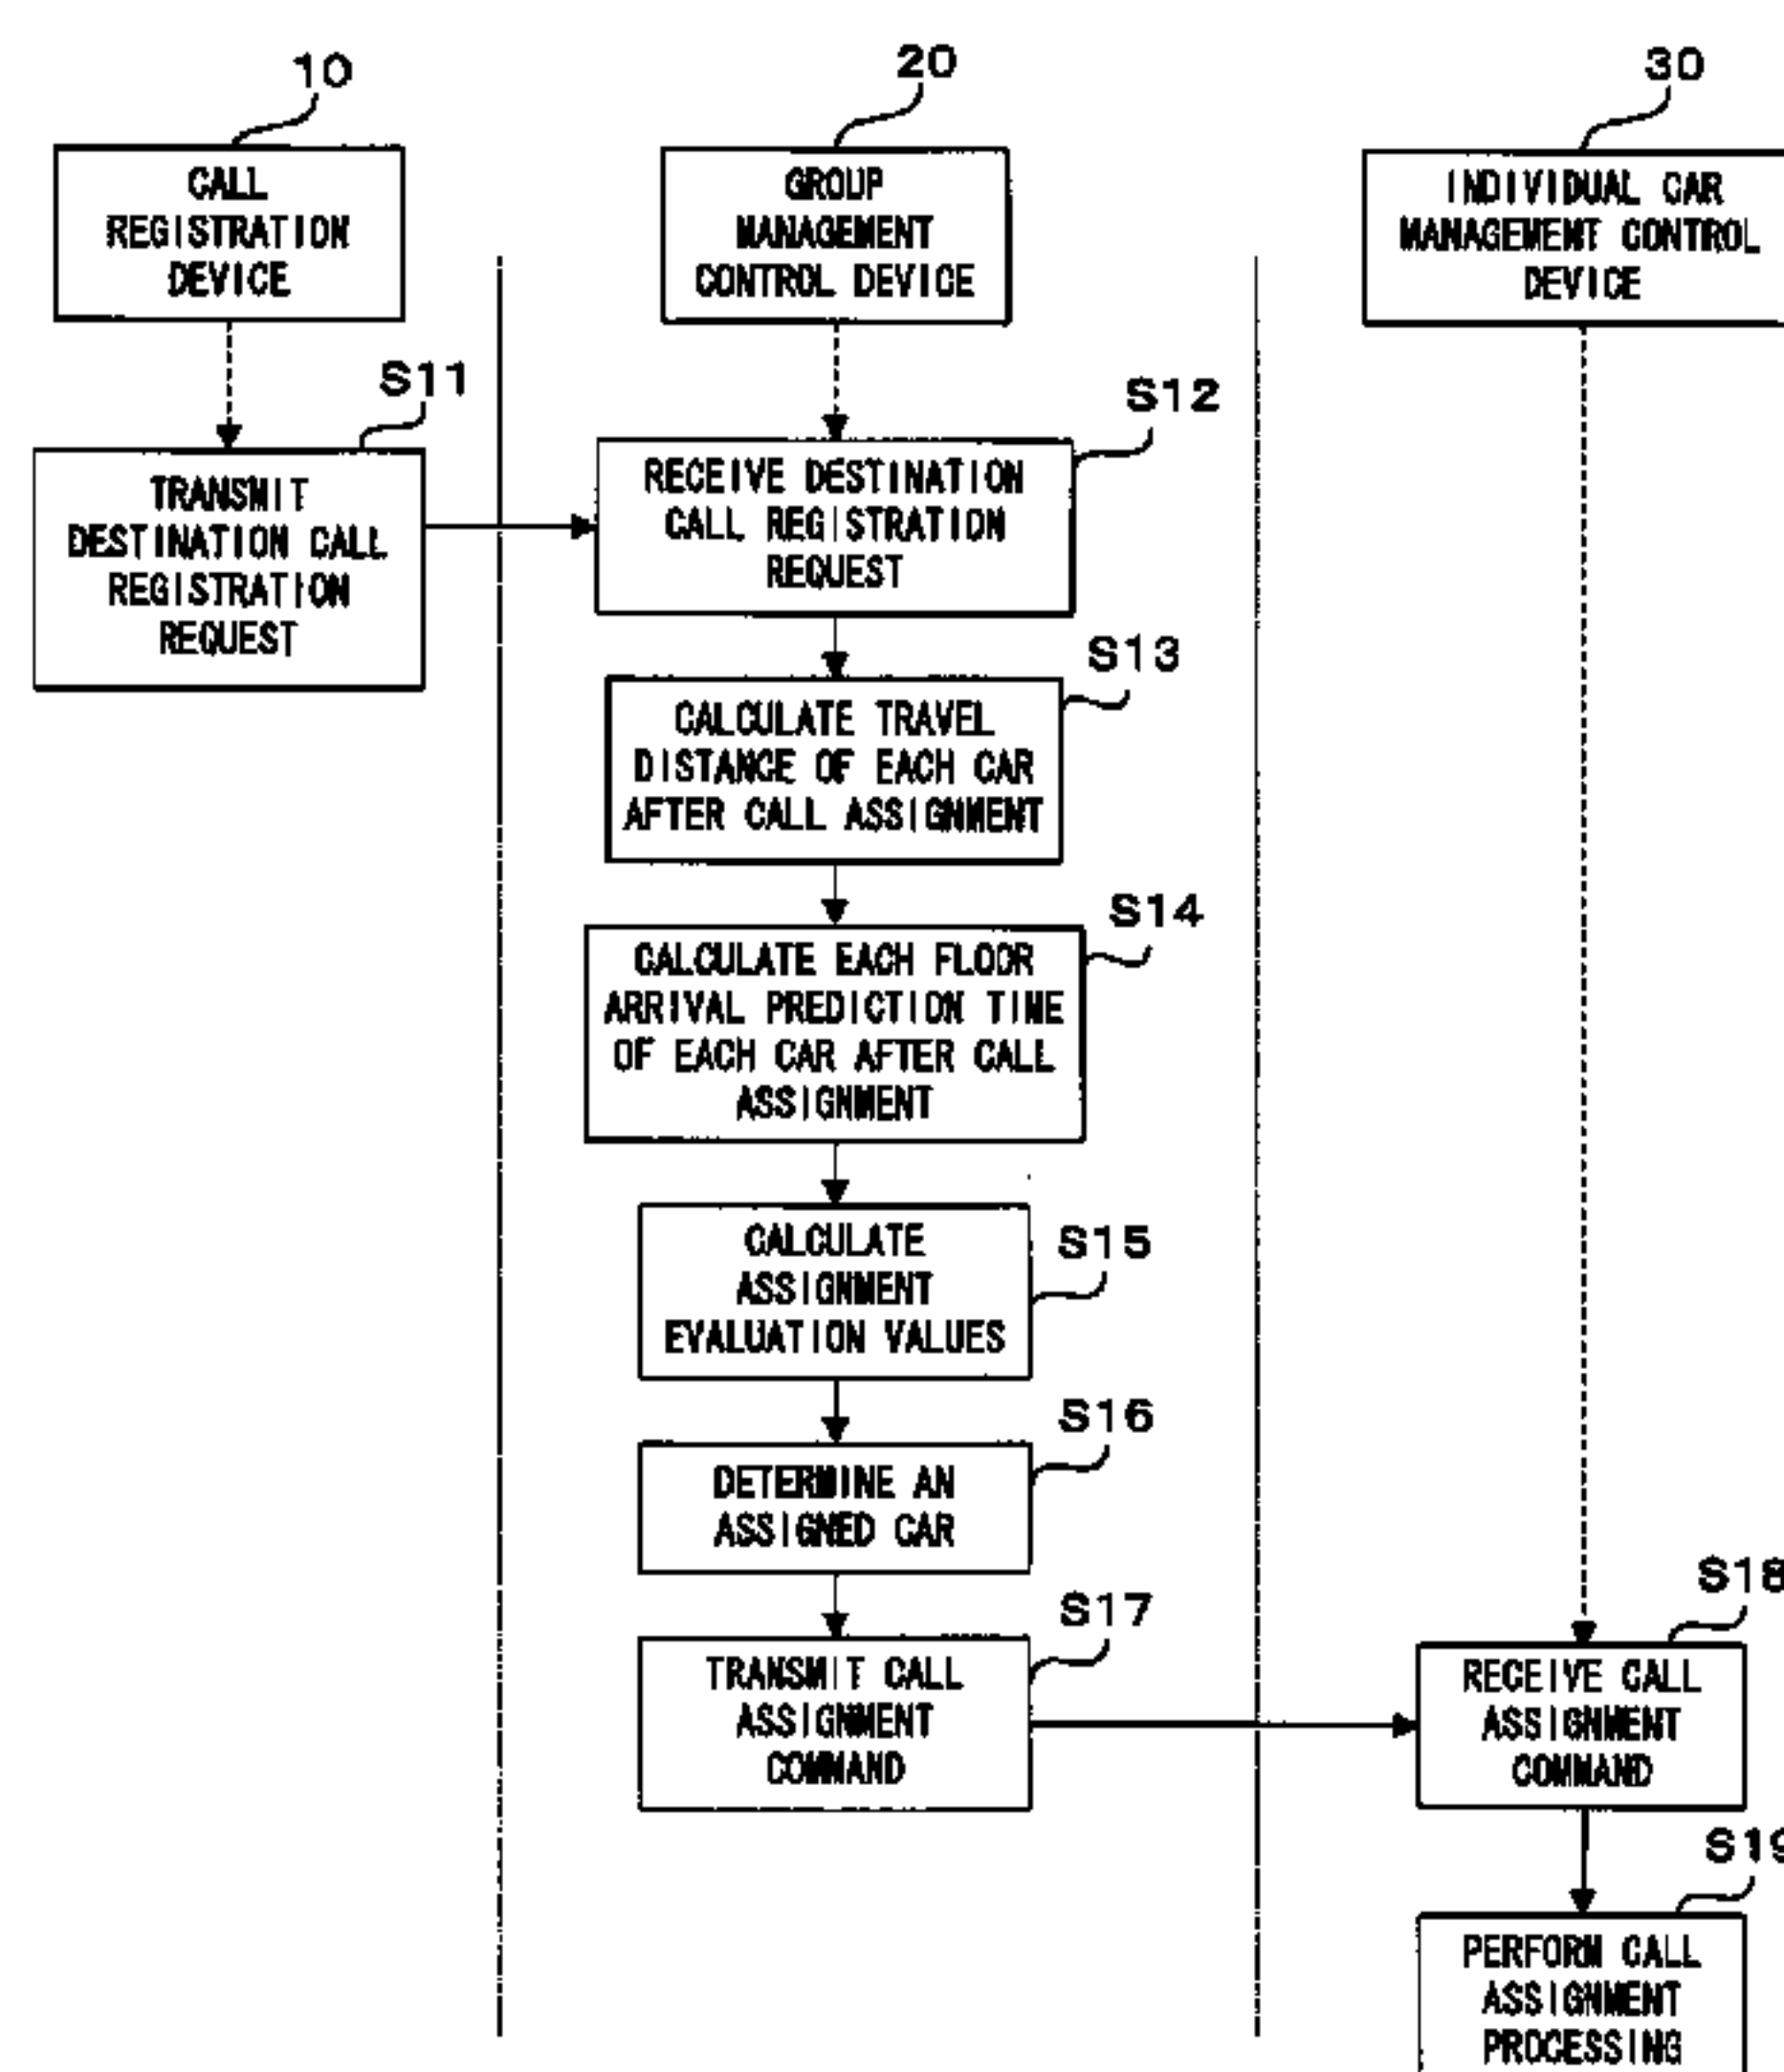 10
20
30
CALL
REGISTRATION
DEVICE
GROUP
MANAGEMENT
CONTROL DEVICE
INDIVIDUAL CAR
MANAGEMENT CONTROL
DEVICE
S11
TRANSMIT
DESTINATION CALL
REGISTRATION
REQUEST
S12
RECEIVE DESTINATION
CALL REGISTRATION
REQUEST
S13
CALCULATE TRAVEL
DISTANCE OF EACH CAR
AFTER CALL ASSIGNMENT
S14
CALCULATE EACH FLOOR
ARRIVAL PREDICTION TIME
OF EACH CAR AFTER CALL
ASSIGNMENT
S15
CALCULATE
ASSIGNMENT
EVALUATION VALUES
S16
DETERMINE AN
ASSIGNED CAR
S17
TRANSMIT CALL
ASSIGNMENT
COMMAND
S18
RECEIVE CALL
ASSIGNMENT
COMMAND
S19
PERFORM CALL
ASSIGNMENT
PROCESSING